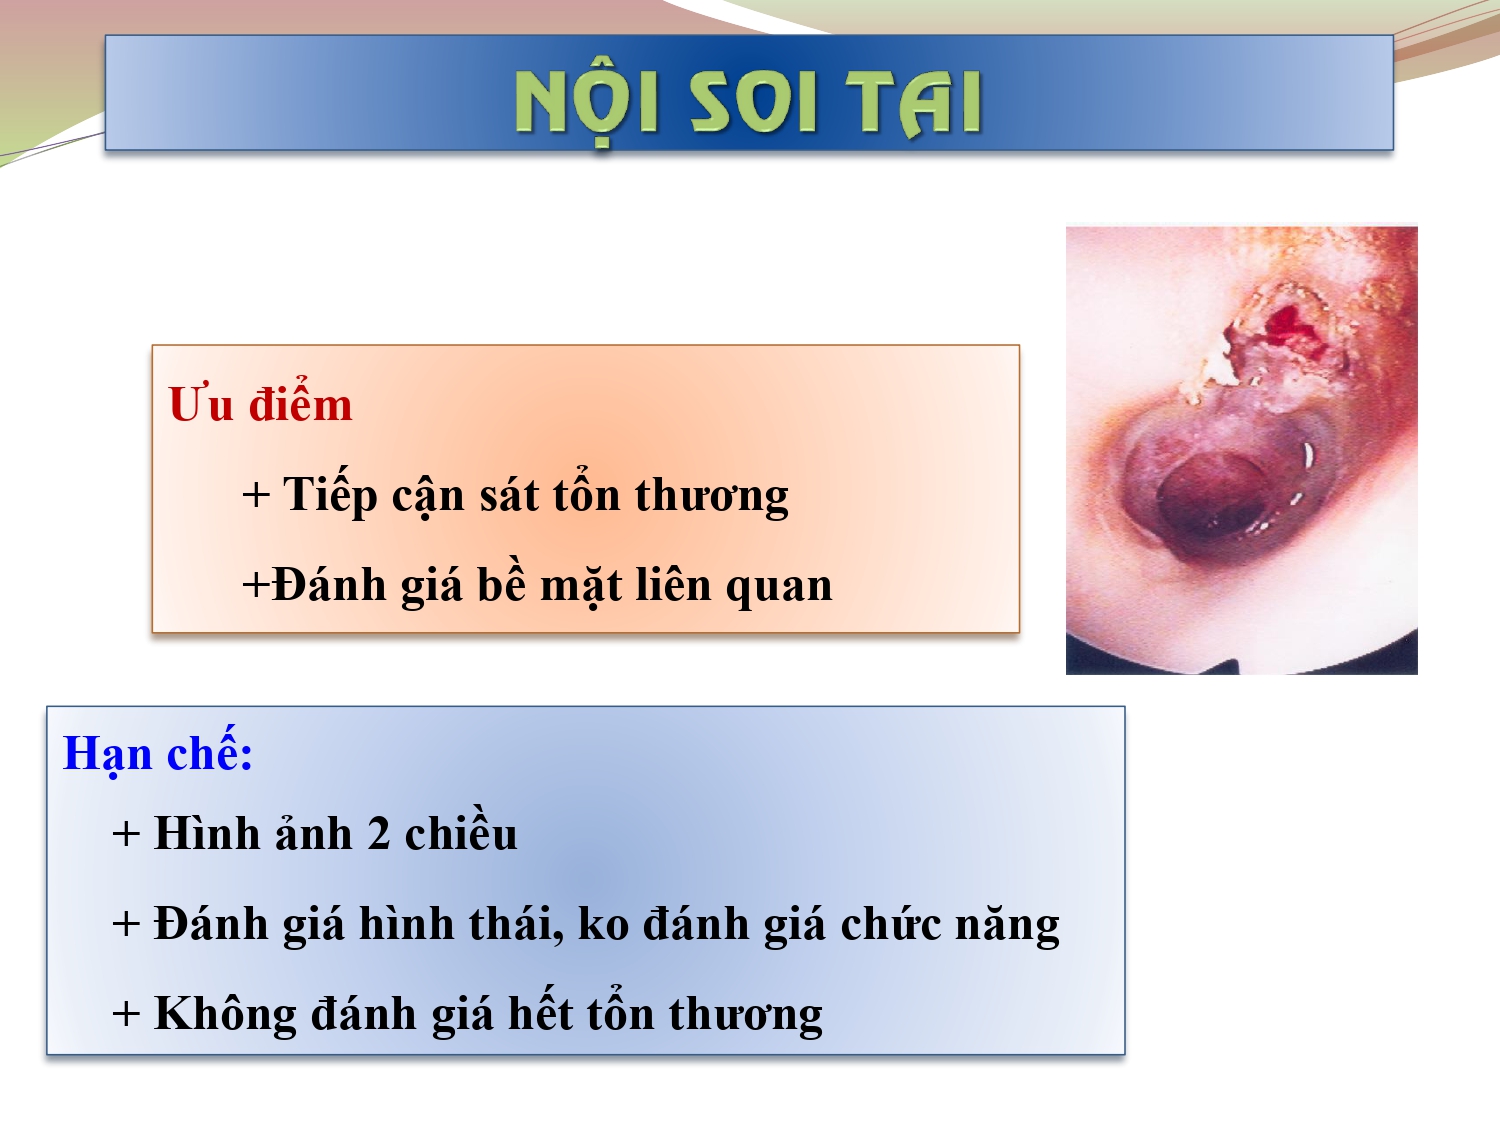 NỘI SOI TAI
Ưu điểm
+ Tiếp cận sát tổn thương
+Đánh giá bề mặt liên quan
Hạn chế:
+ Hình ảnh 2 chiều
+ Đánh giá hình thái, ko đánh giá chức năng
+ Không đánh giá hết tổn thương